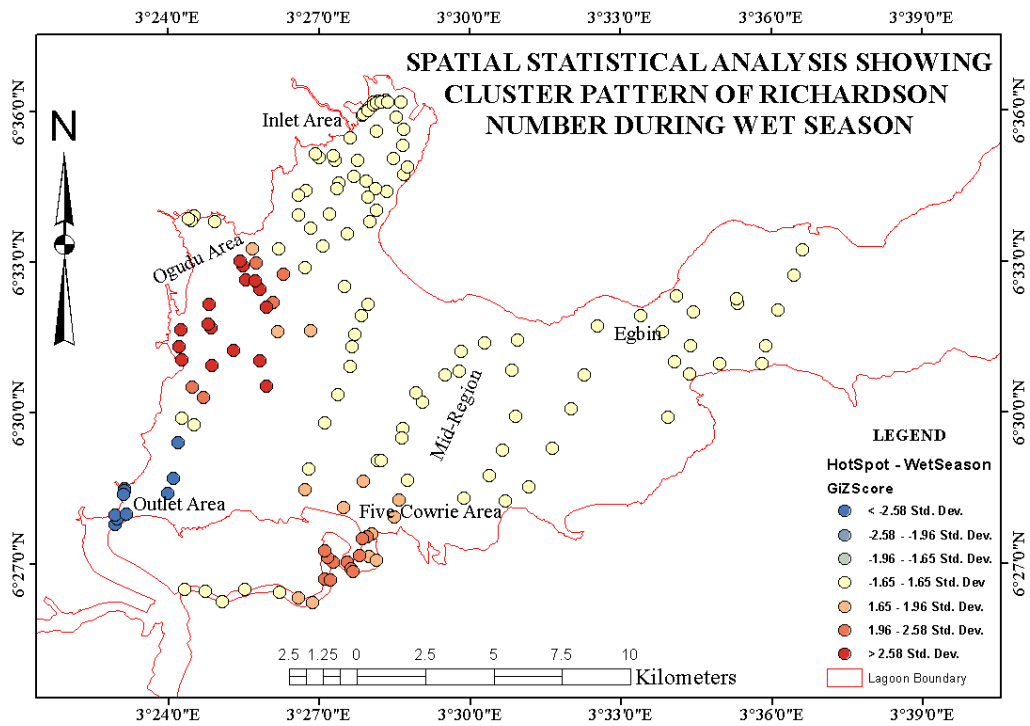 3°24'0"E 3°27'0"E 3°30'0"E 3°33'0"E 3°36'0"E 3°39'0"E
SPATIAL STATISTICAL ANALYSIS SHOWING
CLUSTER PATTERN OF RICHARDSON
NUMBER DURING WET SEASON
N
Inlet Area
Ogudu Area
Egbin
Mid-Region
Outlet Area
Five Cowrie Area
6°36'0"N
6°33'0"N
6°30'0"N
6°27'0"N
6°36'0"N
6°33'0"N
6°30'0"N
6°27'0"N
LEGEND
HotSpot - WetSeason
GiZScore
< -2.58 Std. Dev.
-2.58 - -1.96 Std. Dev.
-1.96 - -1.65 Std. Dev.
-1.65 - 1.65 Std. Dev
1.65 - 1.96 Std. Dev.
1.96 - 2.58 Std. Dev.
> 2.58 Std. Dev.
Lagoon Boundary
2.5 1.25 0 2.5 5 7.5 10
Kilometers
3°24'0"E 3°27'0"E 3°30'0"E 3°33'0"E 3°36'0"E 3°39'0"E